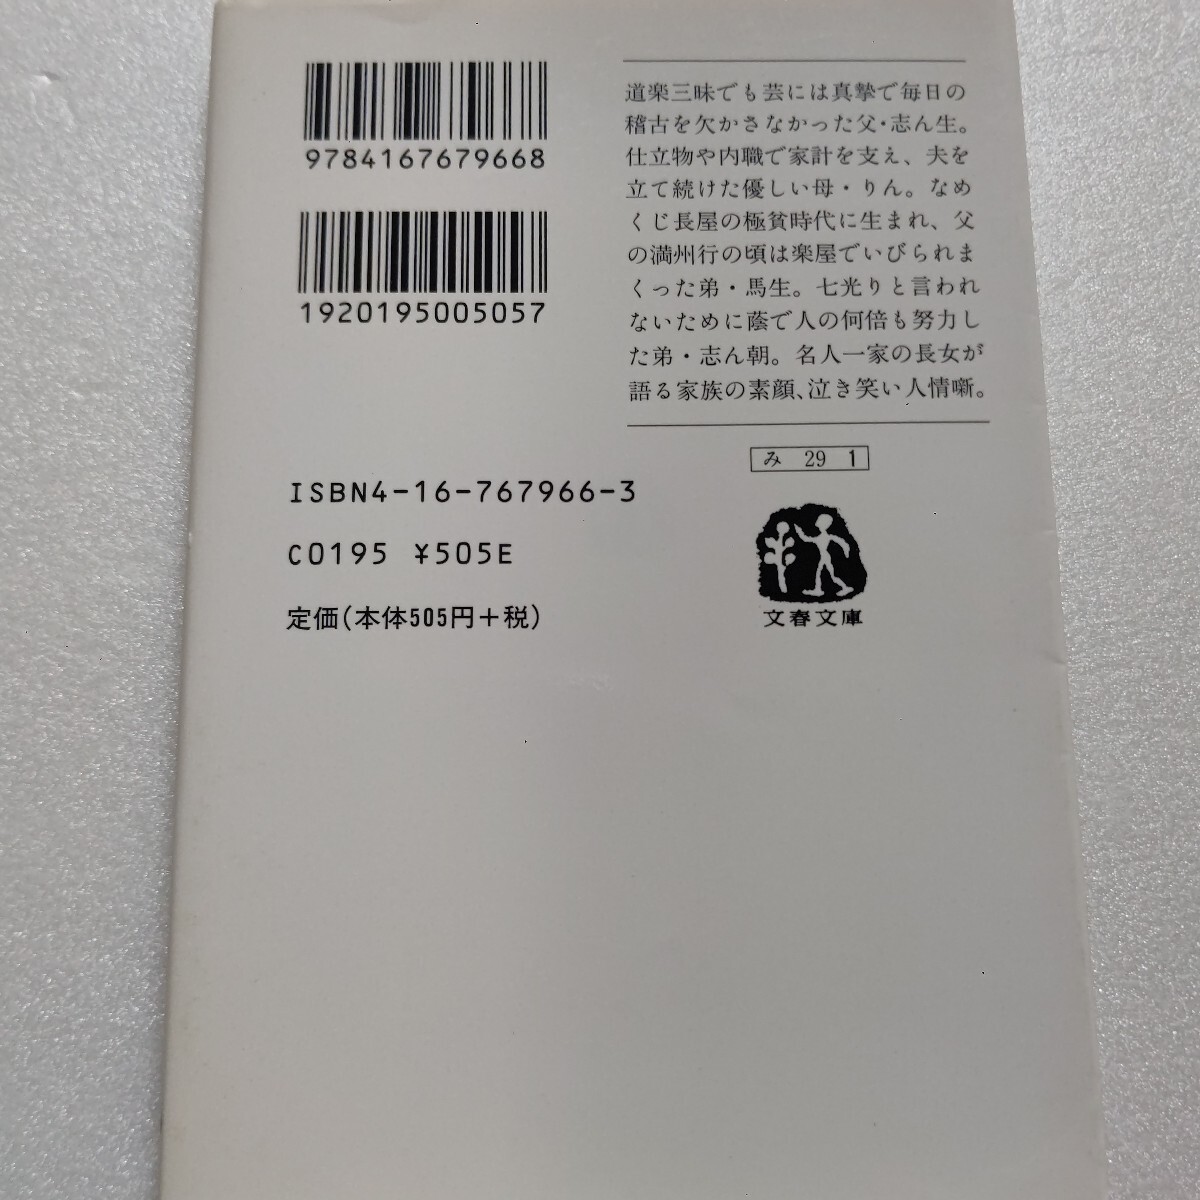 9784167679668
1920195005057
道楽三昧でも芸には真摯で毎日の
稽古を欠かさなかった父・志ん生。
仕立物や内職で家計を支え、夫を
立て続けた優しい母・りん。なめ
くじ長屋の極貧時代に生まれ、父
の満州行の頃は楽屋でいびられま
くった弟・馬生。七光りと言われ
ないために蔭で人の何倍も努力し
た弟・志ん朝。名人一家の長女が
語る家族の素顔、泣き笑い人情噺。
み 29 1
ISBN4-16-767966-3
C0195 ¥505E
定価(本体505円+税)
文春文庫